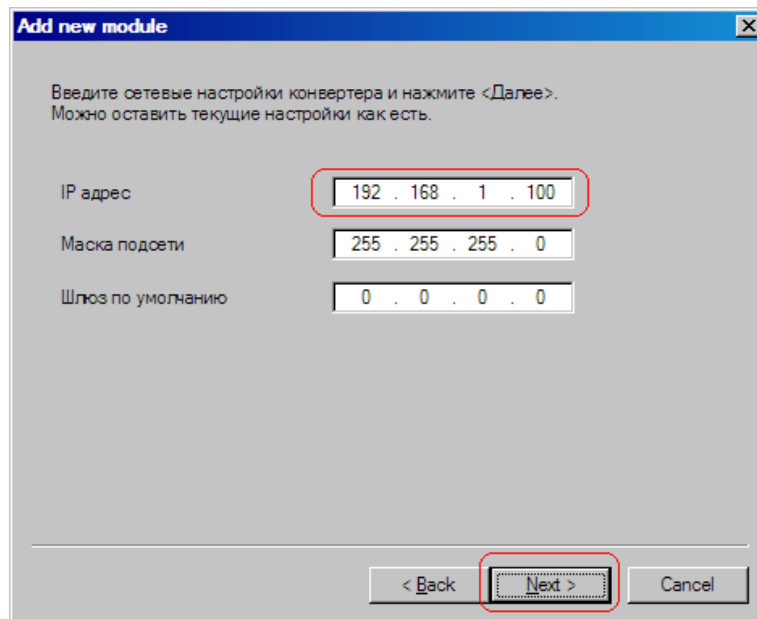 Add new module
Введите сетевые настройки конвертера и нажмите <Далее>.
Можно оставить текущие настройки как есть.
IP адрес 192 . 168 . 1 . 100
Маска подсети 255 . 255 . 255 . 0
Шлюз по умолчанию 0 . 0 . 0 . 0
< Back Next > Cancel